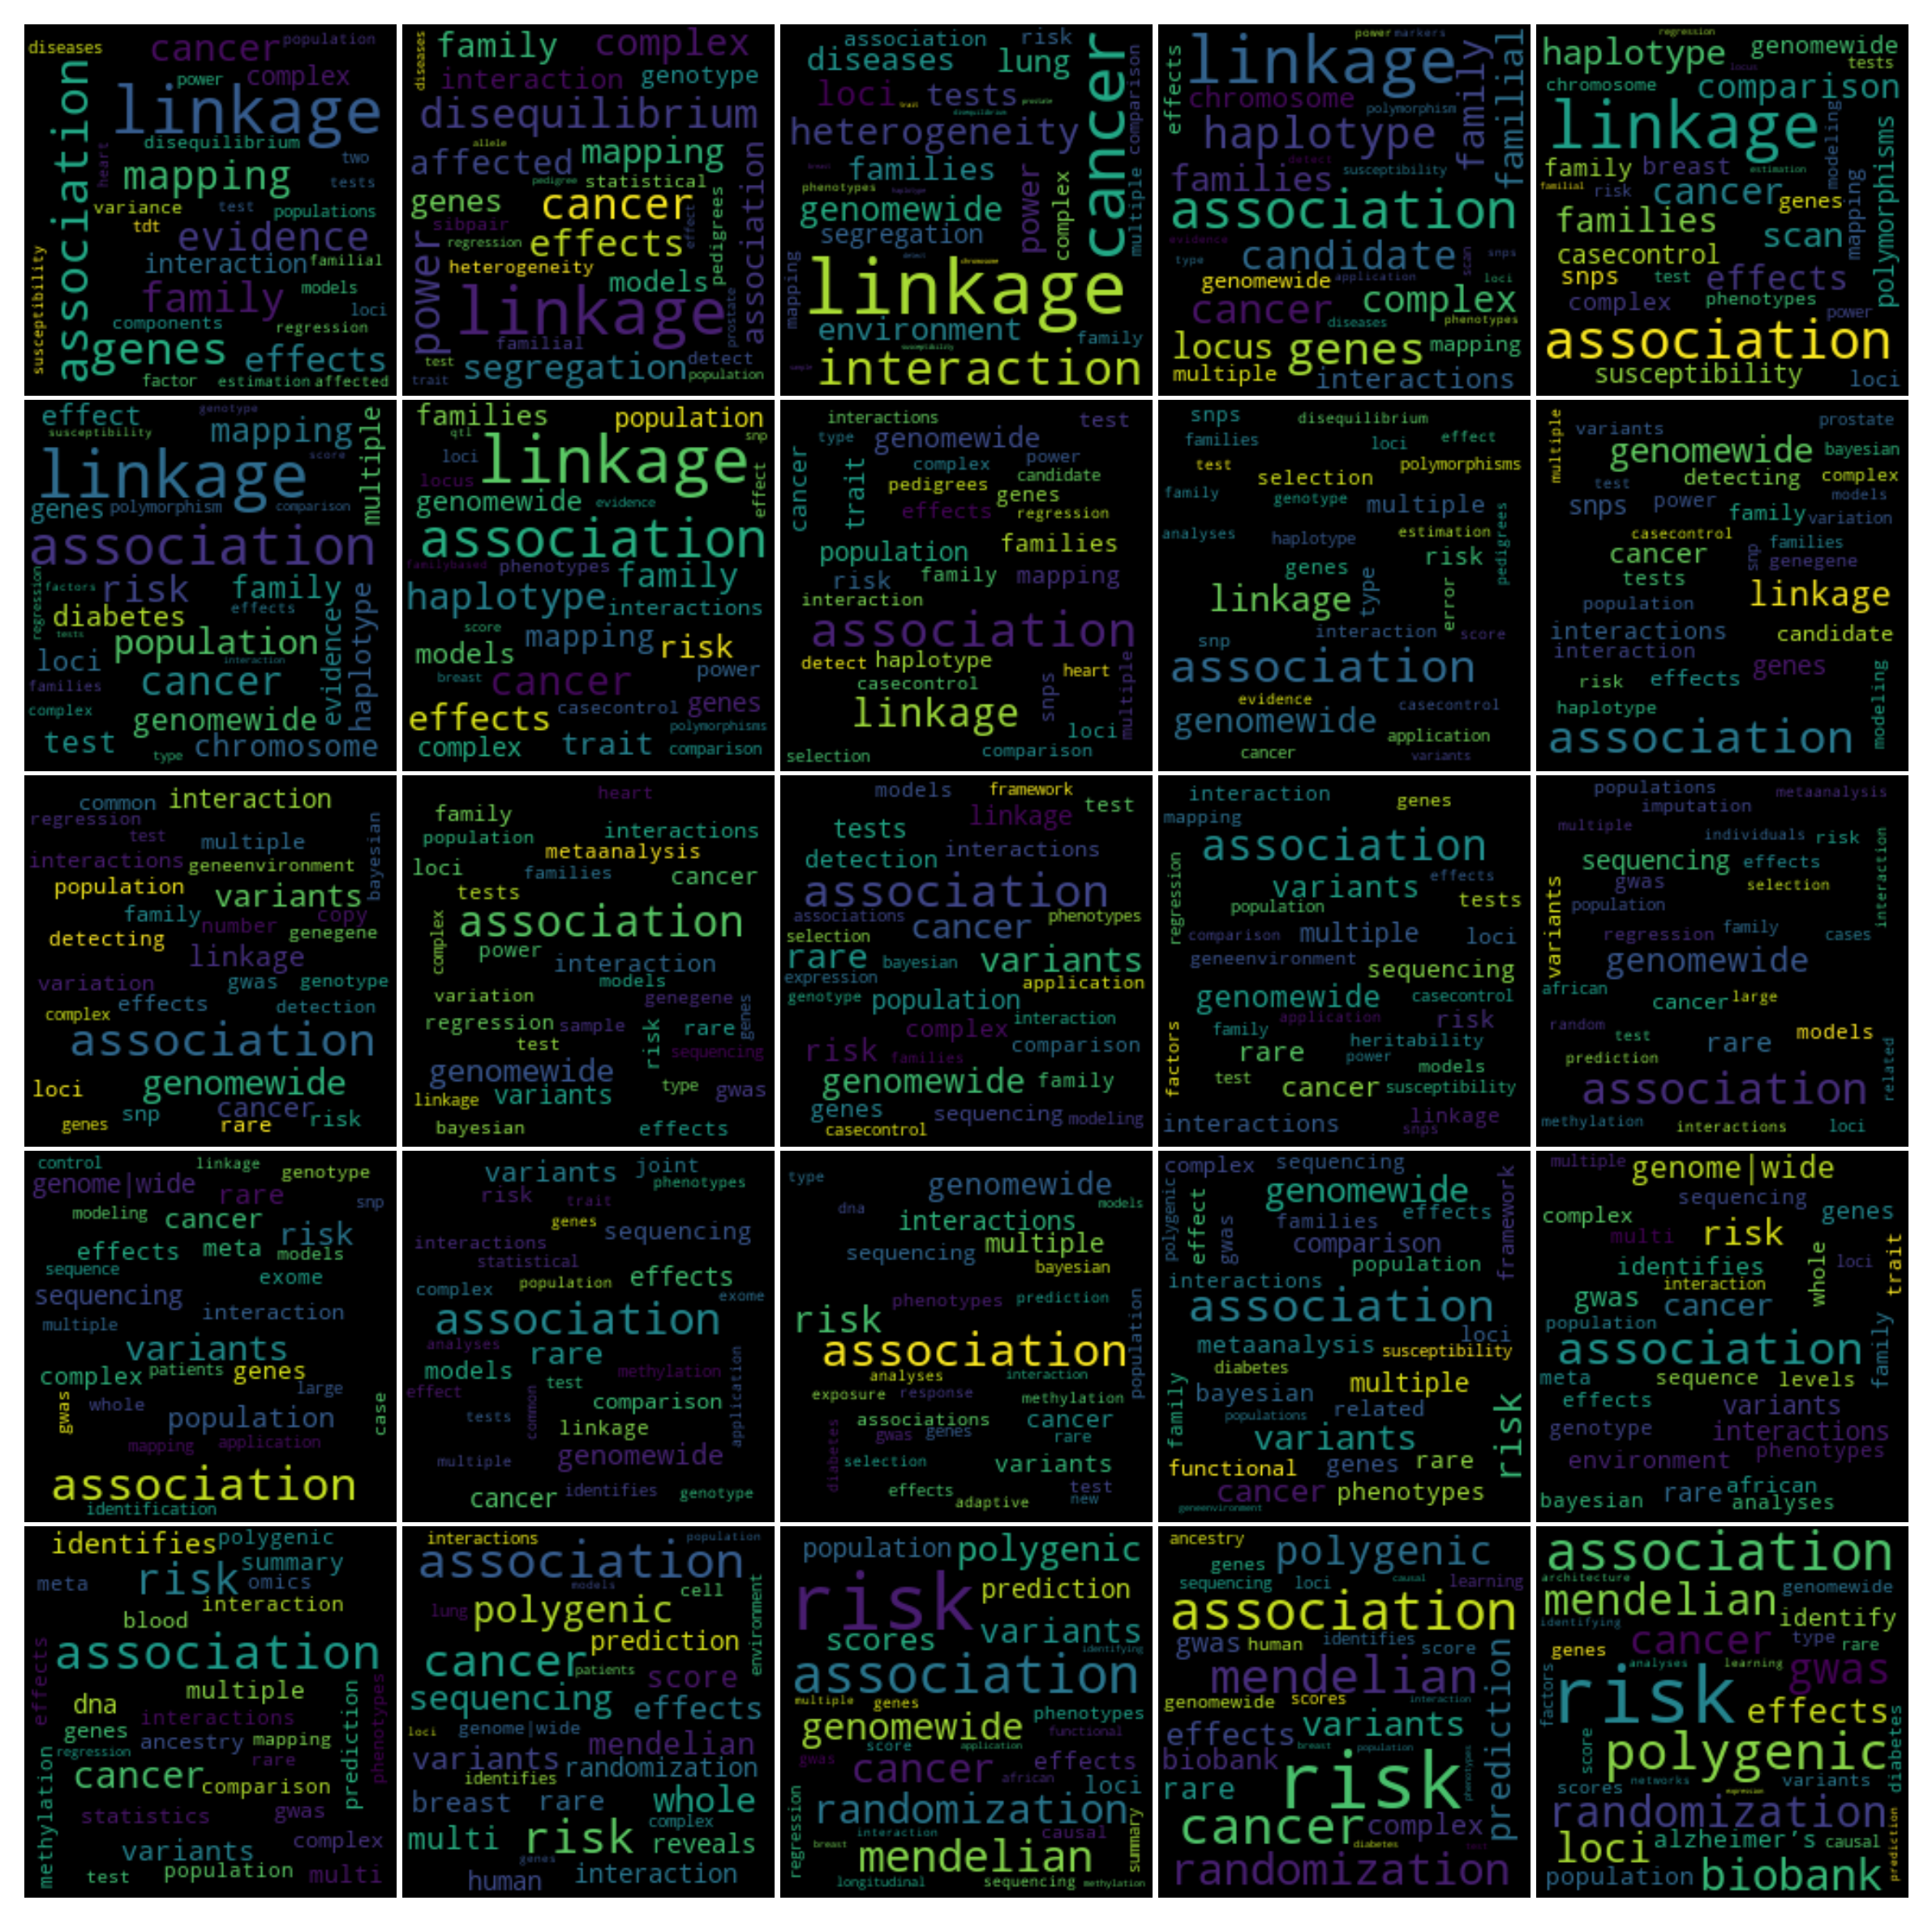 diseases cancer population
power complex
association linkage
disequilibrium
heart mapping two
tests
variance test populations
tdt
evidence
susceptibility interaction familial
family models
loci
components regression
genes effects
factor estimation affected
diseases family complex
interaction genotype
disequilibrium
allele
affected mapping
pedigree statistical
genes cancer association
sibpair
regression effects effect
heterogeneity pedigrees
power models
linkage prostate
familial
test segregation detect
trait population
association risk cancer
diseases lung
loci tests comparison
trait prostate
disequilibrium
heterogeneity
families
breast
phenotypes haplotype power complex multiple
genomewide
segregation
mapping detect
chromosome
linkage
environment family
susceptibility
sample interaction
power markers
effects linkage family familial
chromosome
polymorphism
haplotype
detect
families susceptibility
association
evidence
type candidate scan snps
genomewide application loci
cancer complex
diseases phenotypes
locus genes mapping
multiple interactions
regression
haplotype genomewide
locus tests
chromosome comparison
linkage modeling polymorphisms
family breast estimation
familial risk cancer genes mapping
families scan
casecontrol
snps test effects
complex phenotypes
power
association
susceptibility loci
effect genotype multiple
susceptibility mapping
linkage score
genes polymorphism comparison
association
regression factors risk family
diabetes effects
tests population evidence haplotype
loci interaction
families cancer
complex genomewide
test type chromosome
families population
qtl snp
loci linkage
locus effect
genomewide evidence
association
familybased phenotypes family
haplotype interactions
score
models mapping risk
power
breast cancer
effects casecontrol genes
polymorphisms
complex trait comparison
interactions test
type genomewide
cancer complex power
trait pedigrees candidate
genes
effects regression
population families
risk family mapping
interaction
association
detect haplotype heart multiple
casecontrol
linkage snps
loci
selection comparison
snps disequilibrium
families loci effect
test polymorphisms
selection
family genotype multiple
analyses haplotype estimation pedigrees
risk
genes
linkage type error
interaction score
snp
association
evidence
genomewide casecontrol
application
cancer variants
multiple variants prostate
genomewide bayesian
test detecting complex
snps power models
family variation
casecontrol families
cancer snp genegene
tests
population linkage
interactions candidate
interaction genes
risk effects
haplotype modeling
association
common interaction
regression test
multiple bayesian
interactions geneenvironment
population variants
family number copy
detecting genegene
linkage
variation gwas genotype
complex effects detection
association
loci genomewide
genes snp cancer risk
rare
heart
family
population interactions
metaanalysis
loci families cancer
tests
association
complex power
interaction
models
variation genegene
regression sample risk rare genes
test sequencing
genomewide type
linkage variants gwas
bayesian effects
models framework
linkage test
tests
detection interactions
association
associations cancer phenotypes
selection
rare bayesian variants
expression application
genotype population
complex interaction
risk families comparison
genomewide family
genes sequencing modeling
casecontrol
interaction genes
mapping
association
regression variants effects
population tests
comparison multiple loci
geneenvironment sequencing
genomewide casecontrol
application risk
factors family heritability
rare power models
test cancer susceptibility
interactions linkage
snps
populations metaanalysis
imputation
multiple individuals risk
sequencing effects interaction
gwas selection
variants population
regression family cases
genomewide
african cancer large
random test models
prediction rare related
association
methylation interactions loci
control linkage genotype
genome|wide rare snp
modeling cancer risk
effects meta models
sequence exome
sequencing interaction
multiple
variants
complex patients genes
large
gwas whole case
population
mapping application
association
identification
variants joint
phenotypes
risk trait
genes sequencing
interactions
statistical
population effects
complex exome
association
analyses rare
models methylation application
effect test
comparison
tests common linkage
genomewide
multiple
cancer identifies genotype
type genomewide
dna models
interactions
sequencing multiple
bayesian
phenotypes prediction population
risk
association
analyses interaction
exposure response methylation
associations cancer
gwas genes rare
diabetes selection variants
effects test
adaptive new
complex sequencing framework
polygenic effect genomewide
gwas families effects
comparison
population
interactions
association
metaanalysis loci
susceptibility
diabetes
family bayesian multiple
populations related risk
variants
functional genes rare
cancer phenotypes
geneenvironment
multiple genome|wide
sequencing
complex genes
multi risk
identifies whole loci trait
interaction
gwas cancer
population
association family
meta sequence levels
effects variants
genotype interactions
environment phenotypes
african
bayesian rare analyses
identifies polygenic
risk summary
meta omics
interaction
blood
effects association
dna multiple prediction phenotypes
genes interactions
regression ancestry mapping
rare
methylation cancer comparison
statistics gwas
variants complex
test population multi
interactions population
association
models cell environment
lung polygenic
prediction
cancer patients score
sequencing effects
loci genome|wide mendelian
variants randomization
identifies
breast rare whole
complex
multi risk reveals
genes
human interaction
population polygenic
risk prediction
scores variants
identifying
association
multiple genes
genomewide phenotypes
score application functional
gwas cancer african effects
loci
regression randomization summary
interaction causal
breast mendelian
longitudinal sequencing methylation
ancestry polygenic
genes
sequencing loci causal learning
association
gwas human identifies score prediction
mendelian
genomewide scores interaction
effects variants
biobank breast population phenotypes
rare risk
cancer complex
diabetes test
randomization
association
architecture genomewide
mendelian identify
identifying
genes cancer type rare
analyses learning gwas
factors risk effects diabetes
score polygenic
scores networks variants
expression
randomization prediction
loci alzheimer's causal
population biobank